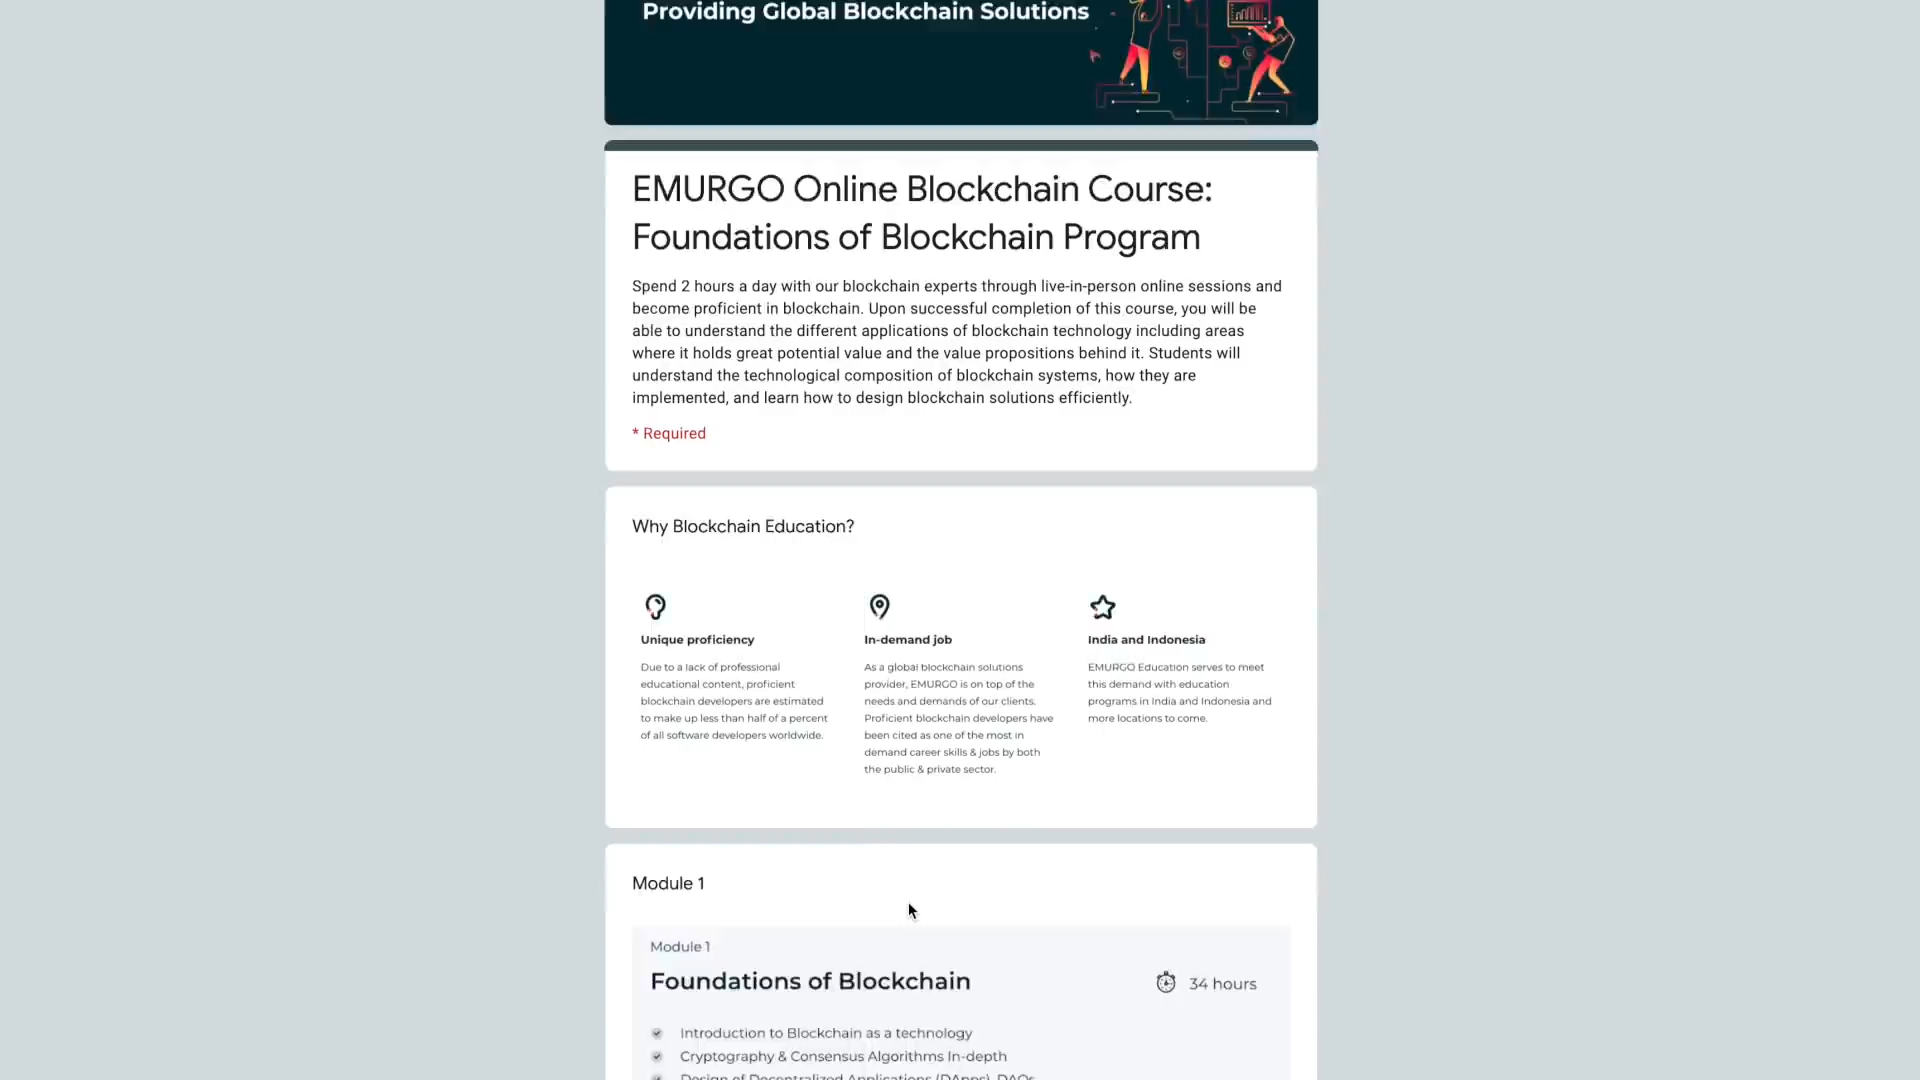 Providing Global Blockchain Solutions
EMURGO Online Blockchain Course:
Foundations of Blockchain Program
Spend 2 hours a day with our blockchain experts through live-in-person online sessions and
become proficient in blockchain. Upon successful completion of this course, you will be
able to understand the different applications of blockchain technology including areas
where it holds great potential value and the value propositions behind it. Students will
understand the technological composition of blockchain systems, how they are
implemented, and learn how to design blockchain solutions efficiently.
* Required
Why Blockchain Education?
Unique proficiency
Due to a lack of professional
educational content, proficient
blockchain developers are estimated
to make up less than half of a percent
of all software developers worldwide.
In-demand job
As a global blockchain solutions
provider, EMURGO is on top of the
needs and demands of our clients.
Proficient blockchain developers have
been cited as one of the most in
demand career skills & jobs by both
the public & private sector.
India and Indonesia
EMURGO Education serves to meet
this demand with education
programs in India and Indonesia and
more locations to come.
Module 1
Module 1
Foundations of Blockchain
34 hours
Introduction to Blockchain as a technology
Cryptography & Consensus Algorithms In-depth
Design of Decentralized Applications (DApps), DAOs